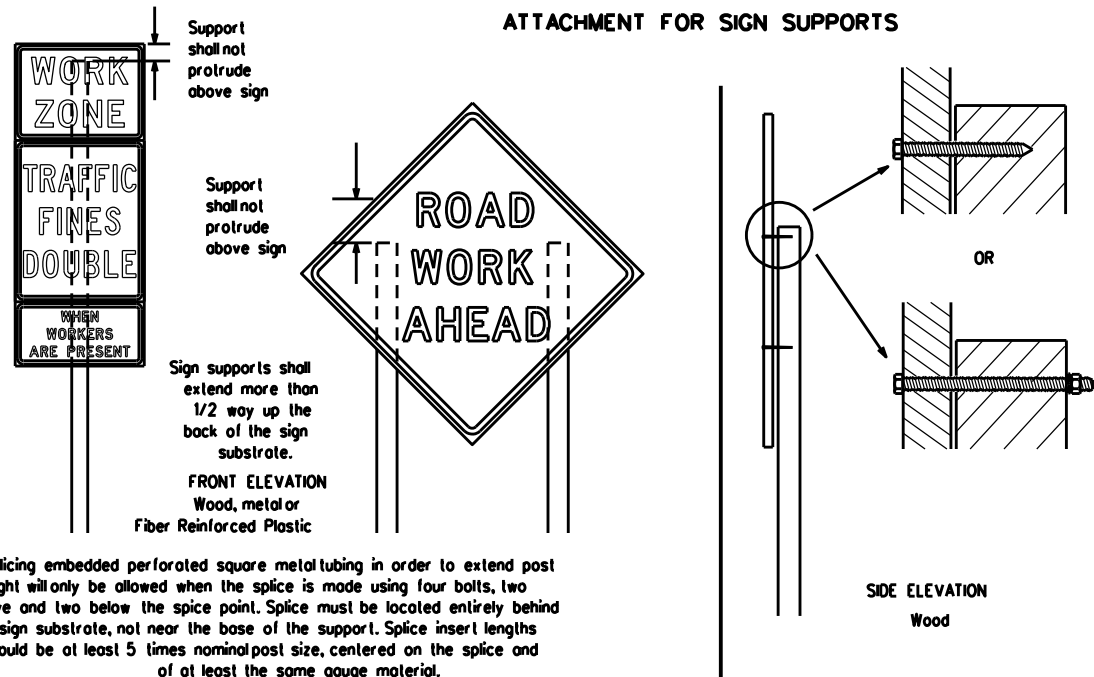 ATTACHMENT FOR SIGN SUPPORTS
Support
shall not
protrude
above sign
WORK
ZONE
TRAFFIC
FINES
DOUBLE
WHEN
WORKERS
ARE PRESENT
Support
shall not
protrude
above sign
ROAD
WORK
AHEAD
Sign supports shall
extend more than
1/2 way up the
back of the sign
substrate.
FRONT ELEVATION
Wood, metal or
Fiber Reinforced Plastic
OR
SIDE ELEVATION
Wood
licing embedded perforated square metal tubing in order to extend post
ght will only be allowed when the splice is made using four bolts, two
ve and two below the spice point. Splice must be located entirely behind
sign substrate, not near the base of the support. Splice insert lengths
ould be at least 5 times nominal post size, centered on the splice and
of at least the same gauge material.